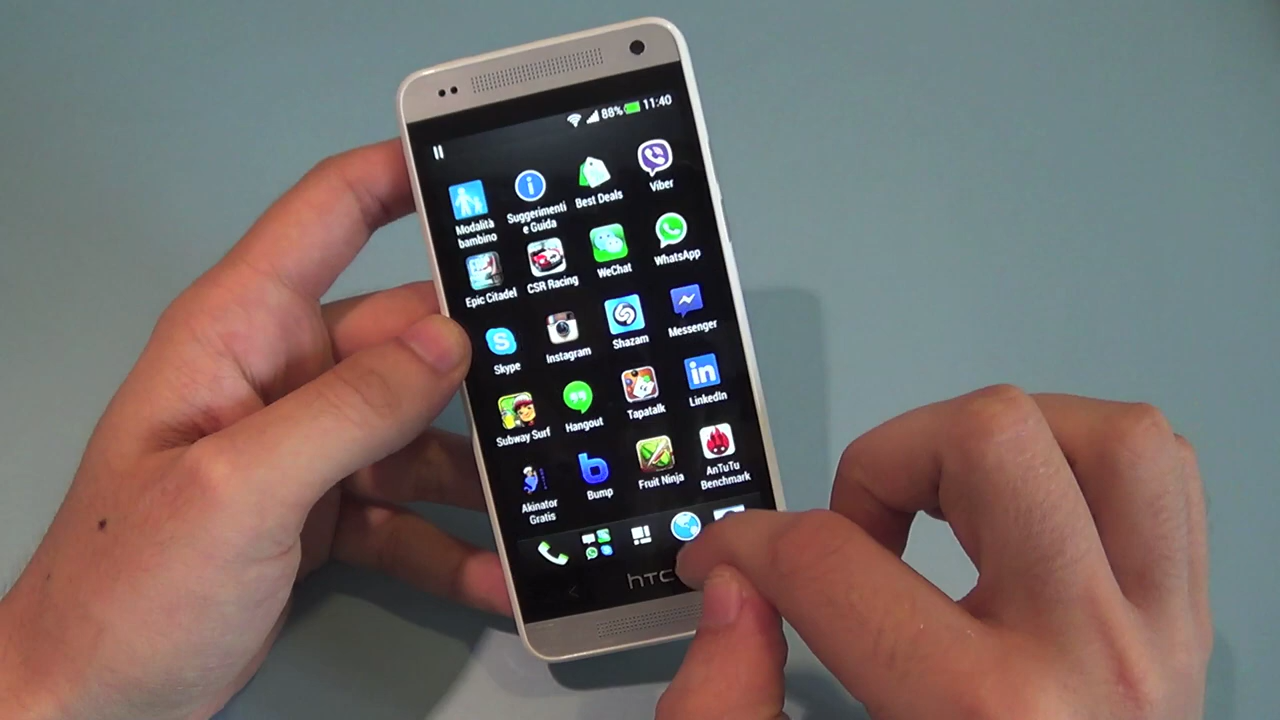 88% 11:40
Modalità
bambino
Suggerimenti
e Guida
Best Deals
Viber
Epic Citadel
CSR Racing
WeChat
WhatsApp
Skype
Instagram
Shazam
Messenger
Subway Surf
Hangout
Tapatalk
in
LinkedIn
Akinator
Gratis
b
Bump
Fruit Ninja
AnTuTu
Benchmark
hTC